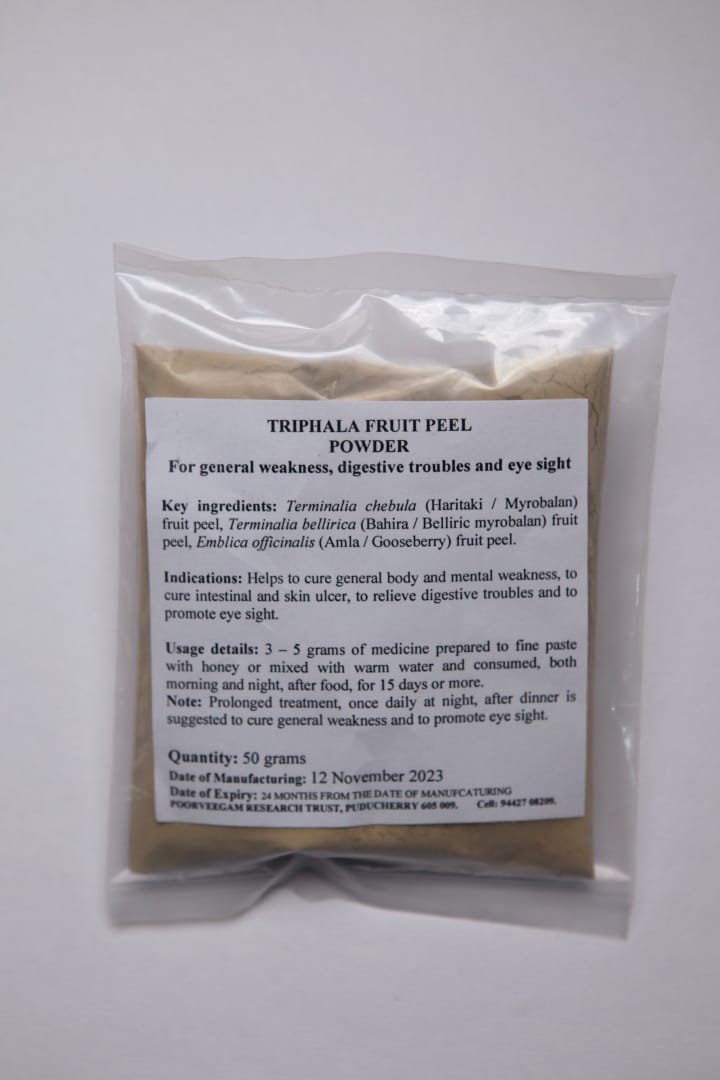 TRIPHALA FRUIT PEEL
POWDER
For general weakness, digestive troubles and eye sight
Key ingredients: Terminalia chebula (Haritaki / Myrobalan)
fruit peel, Terminalia bellirica (Bahira / Belliric myrobalan) fruit
peel, Emblica officinalis (Amla / Gooseberry) fruit peel.
Indications: Helps to cure general body and mental weakness, to
cure intestinal and skin ulcer, to relieve digestive troubles and to
promote eye sight.
Usage details: 3 – 5 grams of medicine prepared to fine paste
with honey or mixed with warm water and consumed, both
morning and night, after food, for 15 days or more.
Note: Prolonged treatment, once daily at night, after dinner is
suggested to cure general weakness and to promote eye sight.
Quantity: 50 grams
Date of Manufacturing: 12 November 2023
Date of Expiry: 24 MONTHS FROM THE DATE OF MANUFCATURING
POORVEEGAM RESEARCH TRUST, PUDUCHERRY 605 009. Cell: 94427 08209.